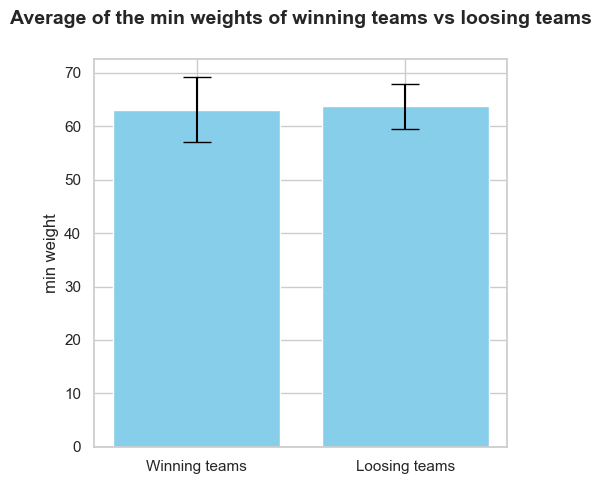 Average of the min weights of winning teams vs loosing teams
70
60
50
40
30
20
10
0
min weight
Winning teams
Loosing teams